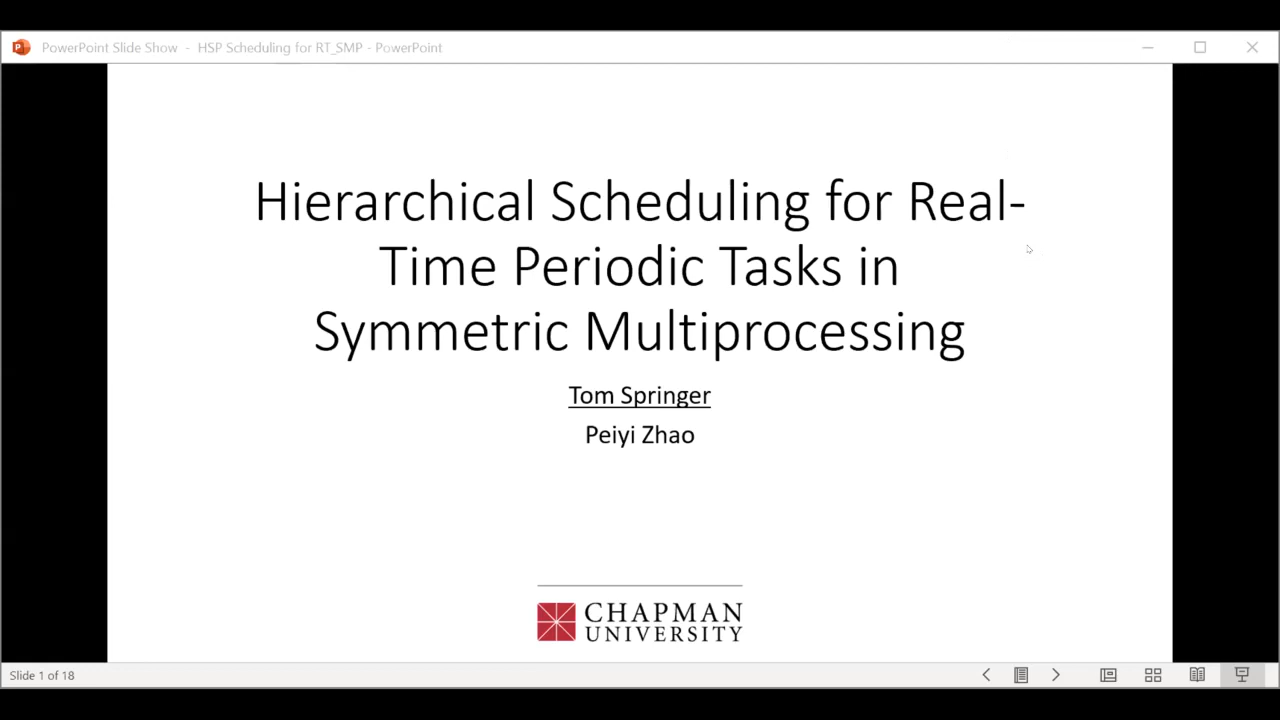 PowerPoint Slide Show - HSP Scheduling for RT_SMP - PowerPoint
Hierarchical Scheduling for Real-
Time Periodic Tasks in
Symmetric Multiprocessing
Tom Springer
Peiyi Zhao
CHAPMAN
UNIVERSITY
Slide 1 of 18